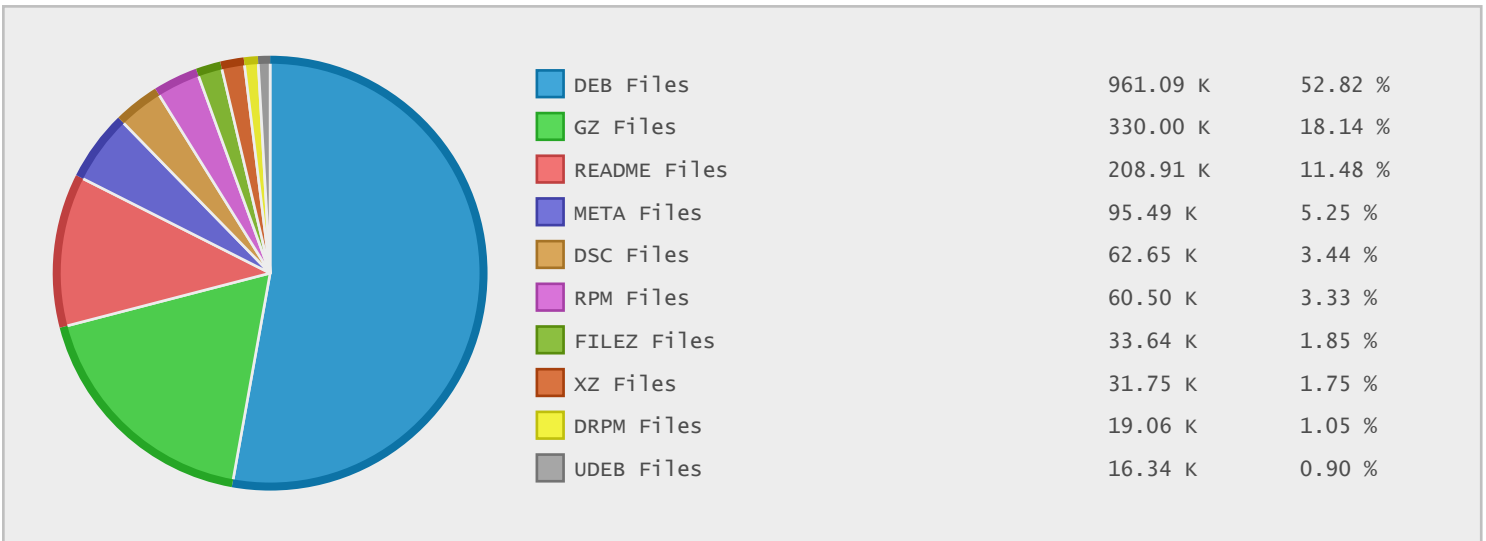 DEB Files 961.09 K 52.82 %
GZ Files 330.00 K 18.14 %
README Files 208.91 K 11.48 %
META Files 95.49 K 5.25 %
DSC Files 62.65 K 3.44 %
RPM Files 60.50 K 3.33 %
FILEZ Files 33.64 K 1.85 %
XZ Files 31.75 K 1.75 %
DRPM Files 19.06 K 1.05 %
UDEB Files 16.34 K 0.90 %